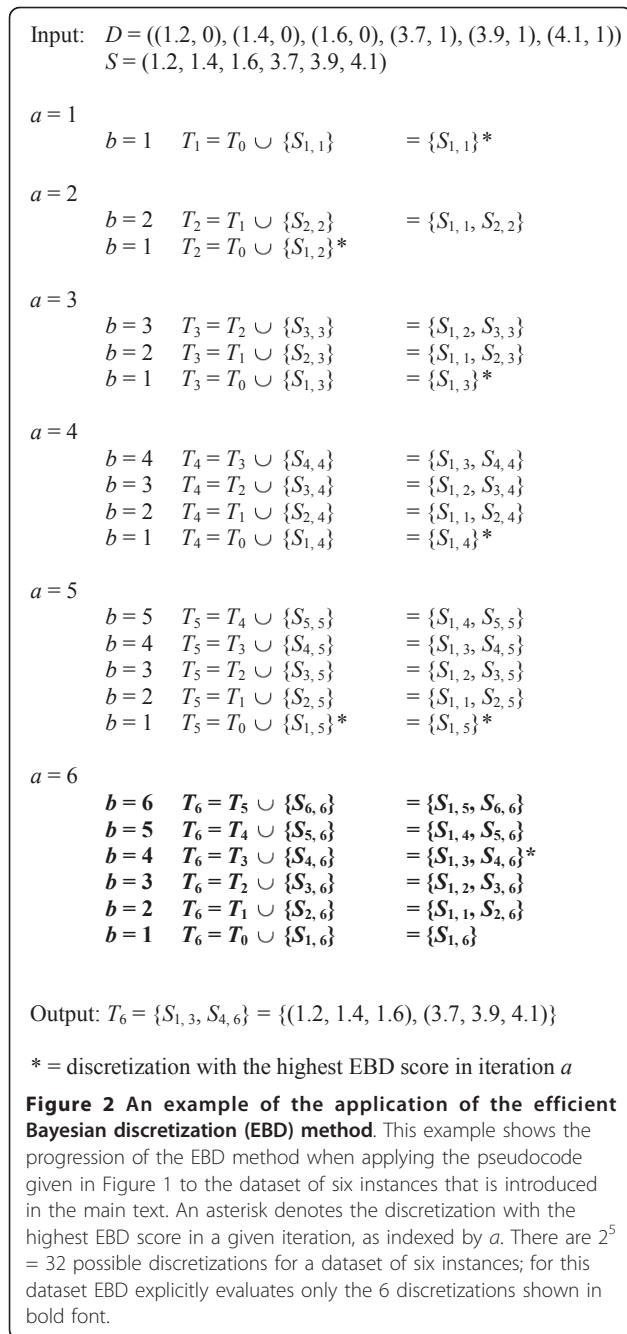 Input: D = ((1.2, 0), (1.4, 0), (1.6, 0), (3.7, 1), (3.9, 1), (4.1, 1))
S = (1.2, 1.4, 1.6, 3.7, 3.9, 4.1)
a = 1
b = 1 T₁ = T₀ ∪ {S₁, ₁} = {S₁, ₁}*
a = 2
b = 2 T₂ = T₁ ∪ {S₂, ₂} = {S₁, ₁, S₂, ₂}
b = 1 T₂ = T₀ ∪ {S₁, ₂}*
a = 3
b = 3 T₃ = T₂ ∪ {S₃, ₃} = {S₁, ₂, S₃, ₃}
b = 2 T₃ = T₁ ∪ {S₂, ₃} = {S₁, ₁, S₂, ₃}
b = 1 T₃ = T₀ ∪ {S₁, ₃} = {S₁, ₃}*
a = 4
b = 4 T₄ = T₃ ∪ {S₄, ₄} = {S₁, ₃, S₄, ₄}
b = 3 T₄ = T₂ ∪ {S₃, ₄} = {S₁, ₂, S₃, ₄}
b = 2 T₄ = T₁ ∪ {S₂, ₄} = {S₁, ₁, S₂, ₄}
b = 1 T₄ = T₀ ∪ {S₁, ₄} = {S₁, ₄}*
a = 5
b = 5 T₅ = T₄ ∪ {S₅, ₅} = {S₁, ₄, S₅, ₅}
b = 4 T₅ = T₃ ∪ {S₄, ₅} = {S₁, ₃, S₄, ₅}
b = 3 T₅ = T₂ ∪ {S₃, ₅} = {S₁, ₂, S₃, ₅}
b = 2 T₅ = T₁ ∪ {S₂, ₅} = {S₁, ₁, S₂, ₅}
b = 1 T₅ = T₀ ∪ {S₁, ₅}* = {S₁, ₅}*
a = 6
b = 6 T₆ = T₅ ∪ {S₆, ₆} = {S₁, ₅, S₆, ₆}
b = 5 T₆ = T₄ ∪ {S₅, ₆} = {S₁, ₄, S₅, ₆}
b = 4 T₆ = T₃ ∪ {S₄, ₆} = {S₁, ₃, S₄, ₆}*
b = 3 T₆ = T₂ ∪ {S₃, ₆} = {S₁, ₂, S₃, ₆}
b = 2 T₆ = T₁ ∪ {S₂, ₆} = {S₁, ₁, S₂, ₆}
b = 1 T₆ = T₀ ∪ {S₁, ₆} = {S₁, ₆}
Output: T₆ = {S₁, ₃, S₄, ₆} = {(1.2, 1.4, 1.6), (3.7, 3.9, 4.1)}
* = discretization with the highest EBD score in iteration a
Figure 2 An example of the application of the efficient
Bayesian discretization (EBD) method. This example shows the
progression of the EBD method when applying the pseudocode
given in Figure 1 to the dataset of six instances that is introduced
in the main text. An asterisk denotes the discretization with the
highest EBD score in a given iteration, as indexed by a. There are 2⁵
= 32 possible discretizations for a dataset of six instances; for this
dataset EBD explicitly evaluates only the 6 discretizations shown in
bold font.